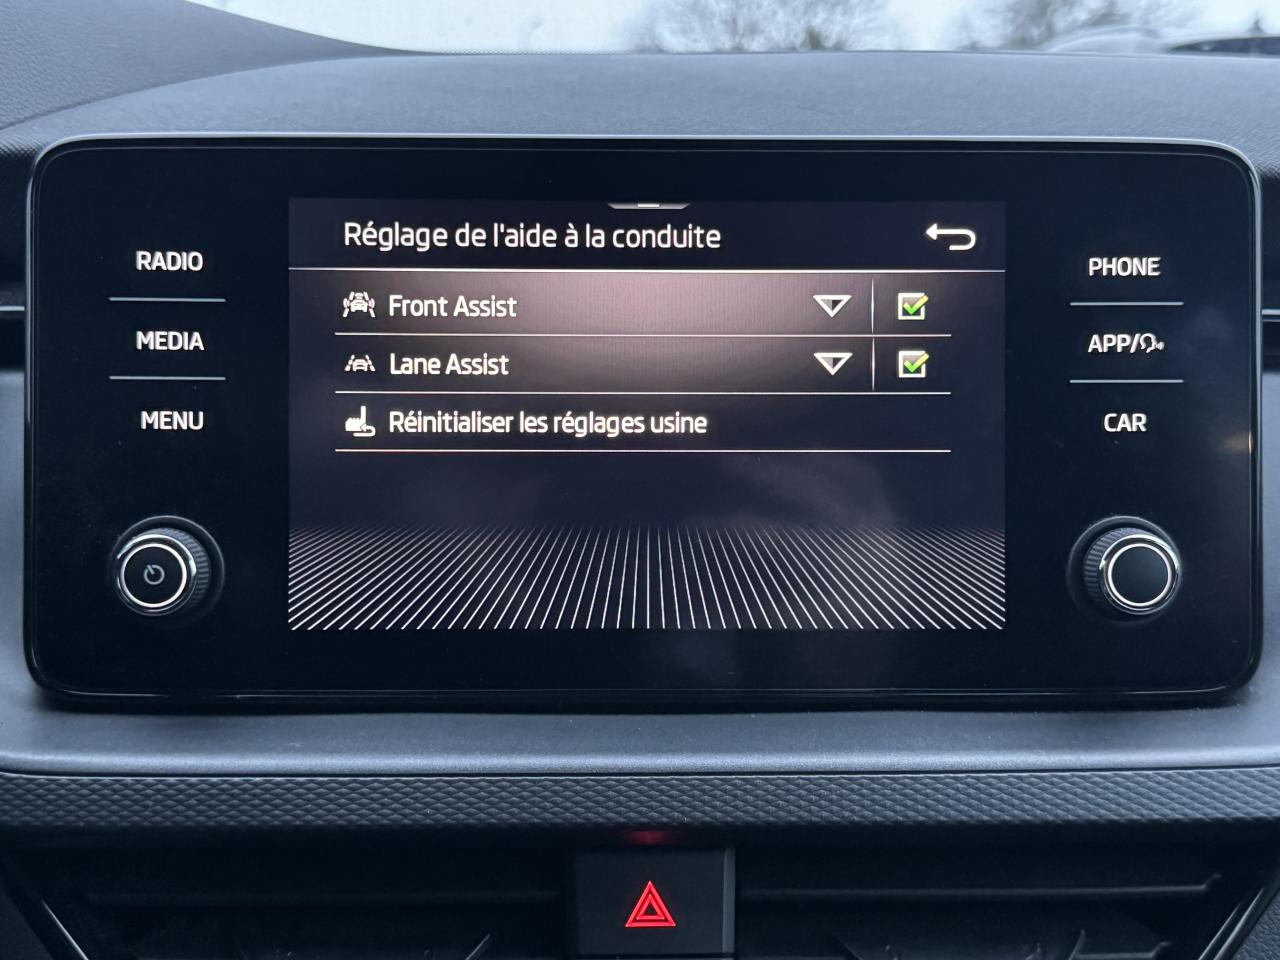 Réglage de l'aide à la conduite
RADIO
MEDIA
MENU
Front Assist
Lane Assist
Réinitialiser les réglages usine
PHONE
APP/
CAR